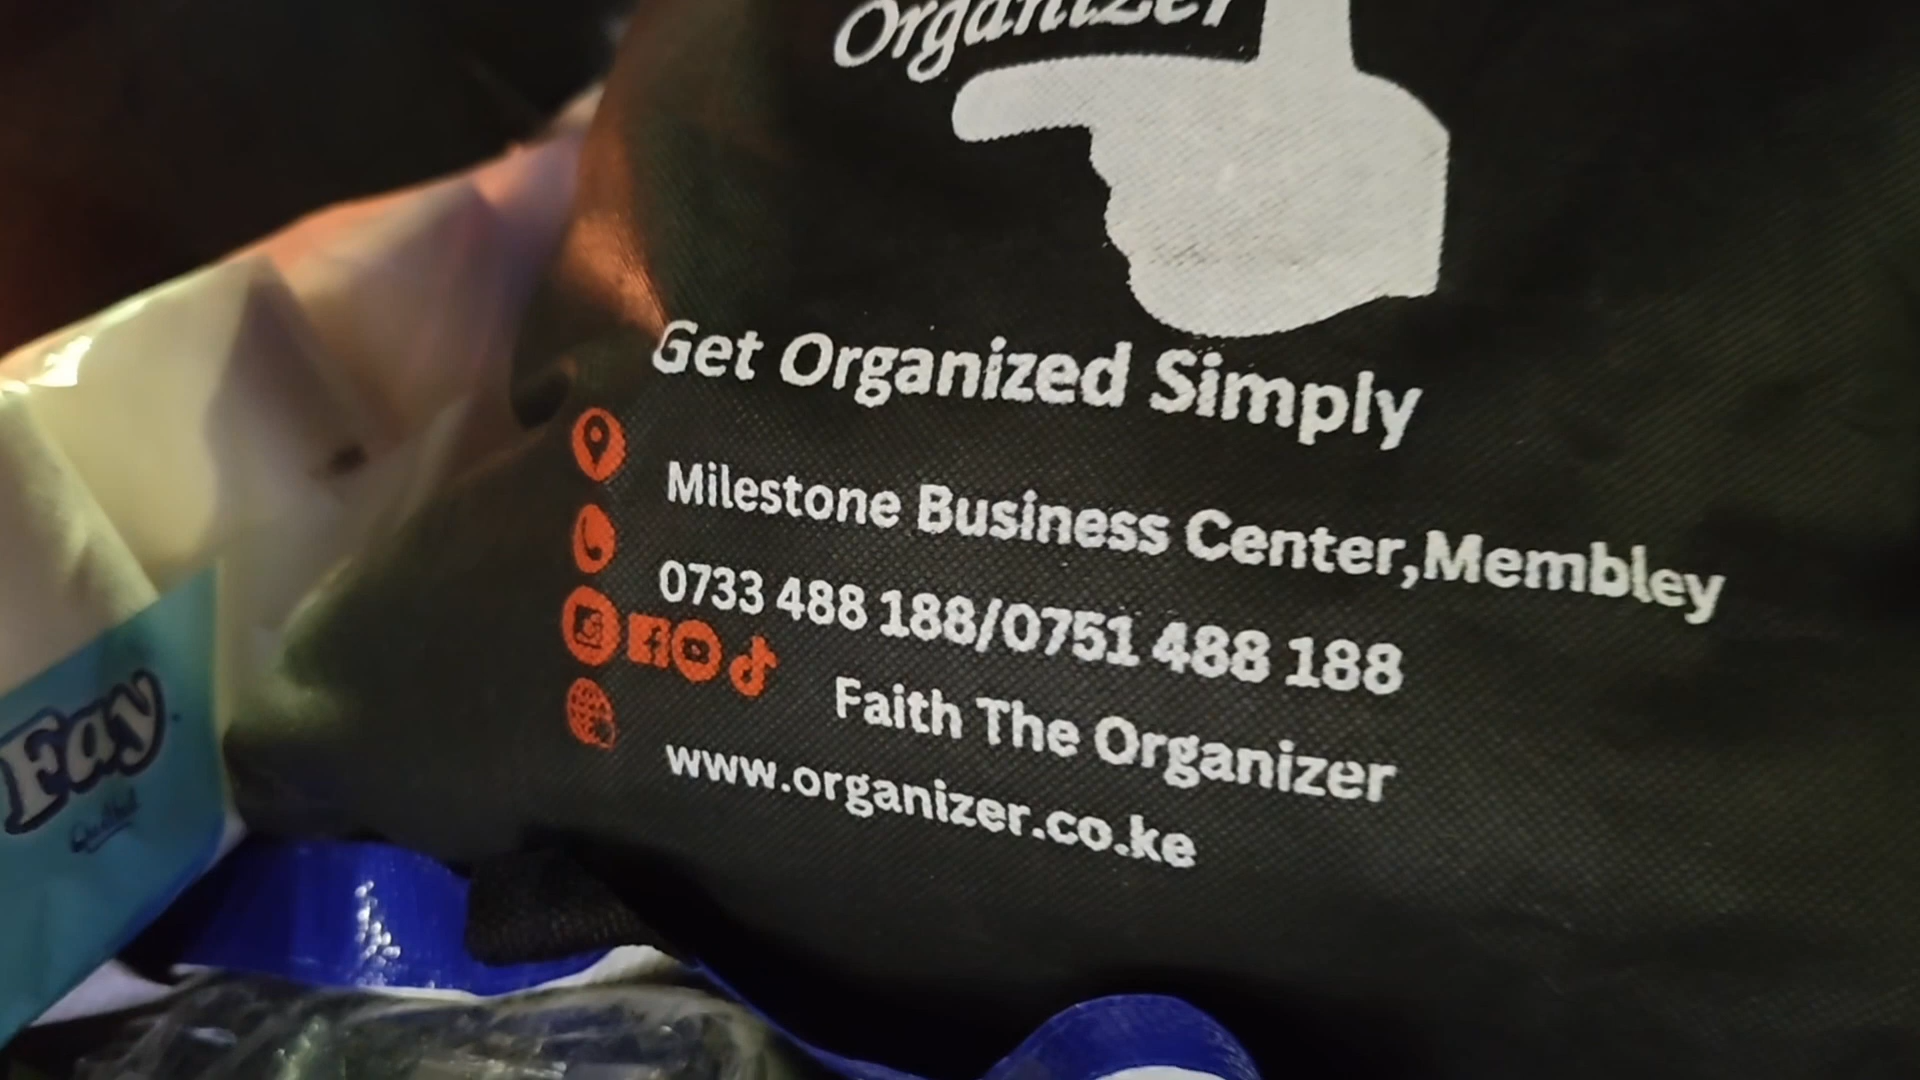 Organizer
Get Organized Simply
Milestone Business Center,Membley
0733 488 188/0751 488 188
Faith The Organizer
www.organizer.co.ke
Fay